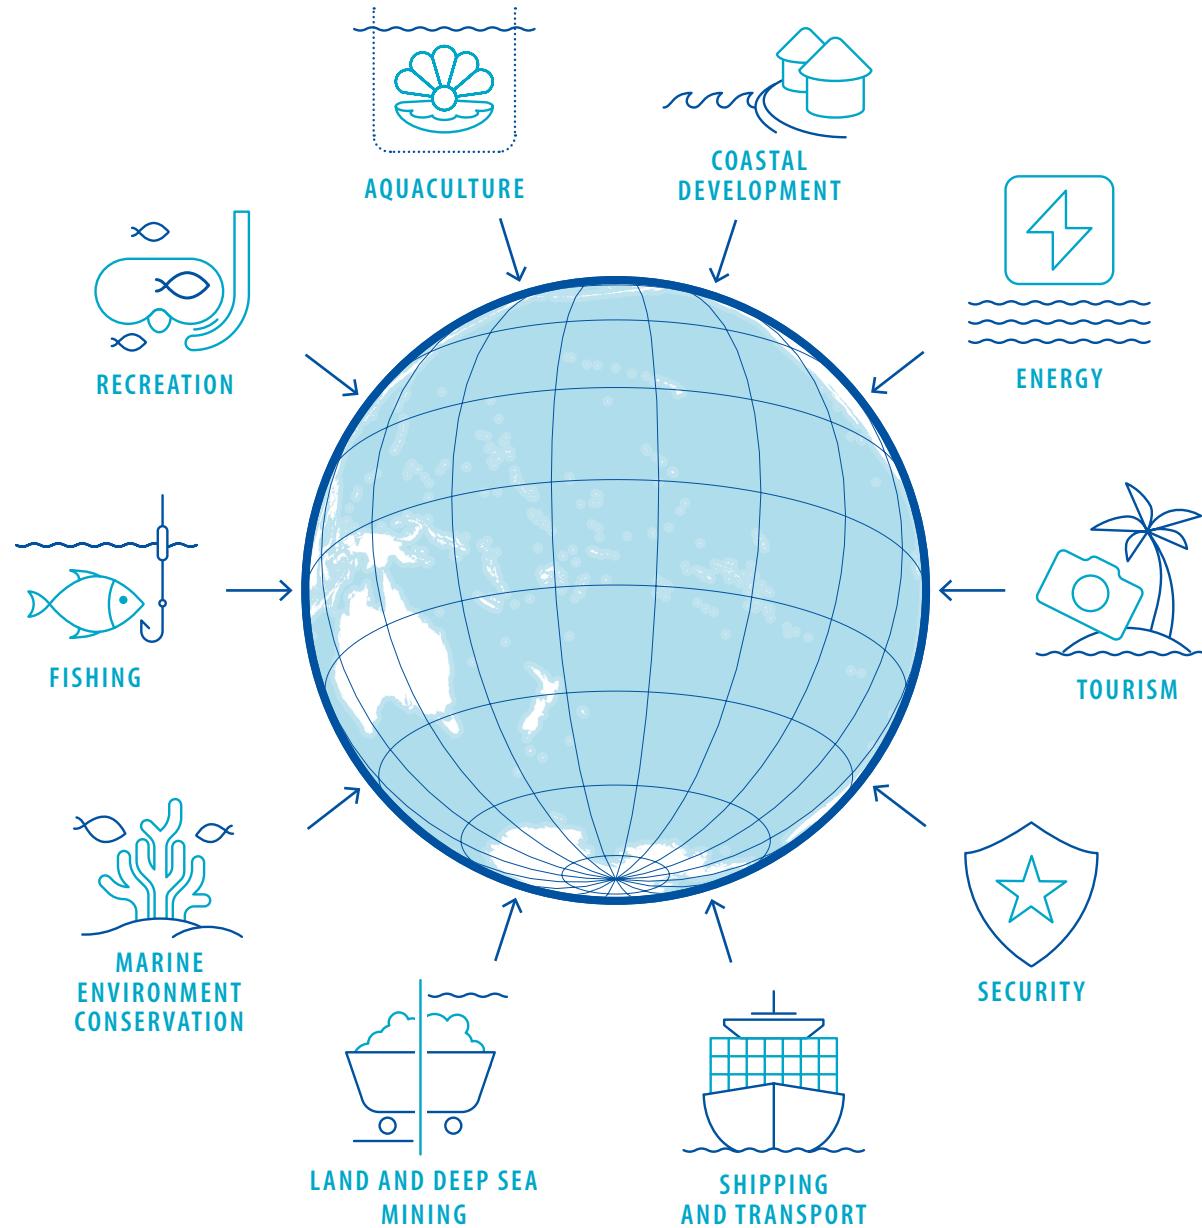 AQUACULTURE
COASTAL
DEVELOPMENT
ENERGY
RECREATION
FISHING
TOURISM
MARINE
ENVIRONMENT
CONSERVATION
SECURITY
LAND AND DEEP SEA
MINING
SHIPPING
AND TRANSPORT